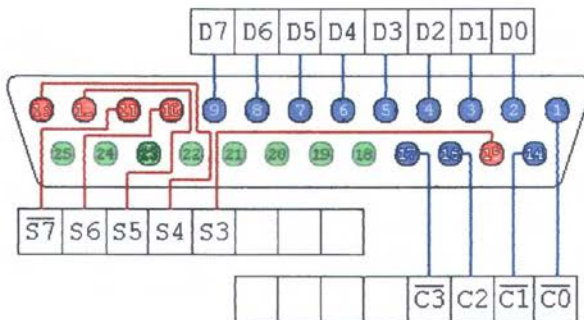 D7 D6 D5 D4 D3 D2 D1 D0
13 12 11 10 9 8 7 6 5 4 3 2 1
25 24 23 22 21 20 19 18 17 16 15 14
S̅7̅ S6 S5 S4 S3
C̅3̅ C2 C̅1̅ C̅0̅